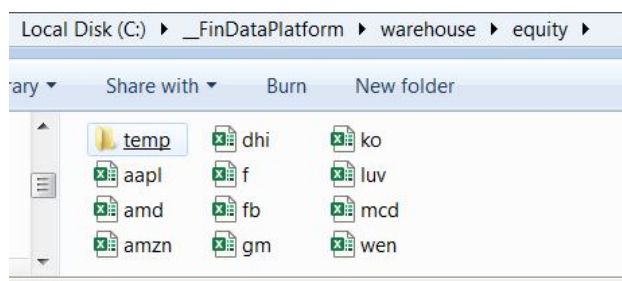 Local Disk (C:) ▸ __FinDataPlatform ▸ warehouse ▸ equity ▸
rary ▾ Share with ▾ Burn New folder
temp dhi ko
aapl f luv
amd fb mcd
amzn gm wen